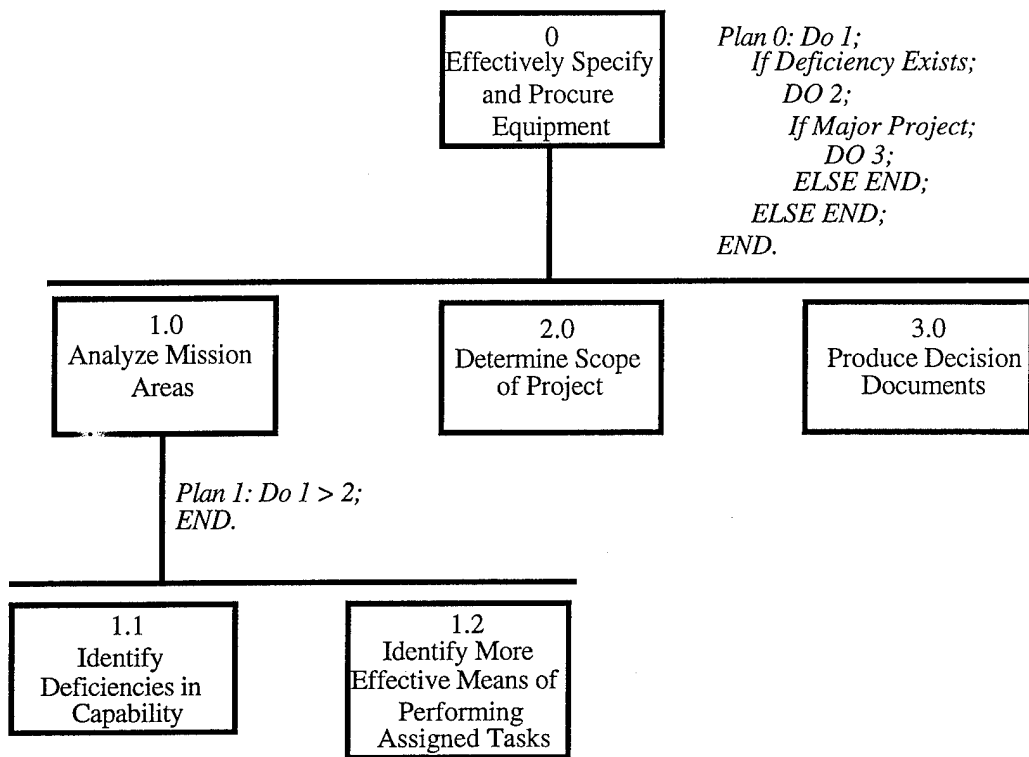 0
Effectively Specify
and Procure
Equipment
Plan 0: Do 1;
If Deficiency Exists;
DO 2;
If Major Project;
DO 3;
ELSE END;
ELSE END;
END.
1.0
Analyze Mission
Areas
2.0
Determine Scope
of Project
3.0
Produce Decision
Documents
Plan 1: Do 1 > 2;
END.
1.1
Identify
Deficiencies in
Capability
1.2
Identify More
Effective Means of
Performing
Assigned Tasks